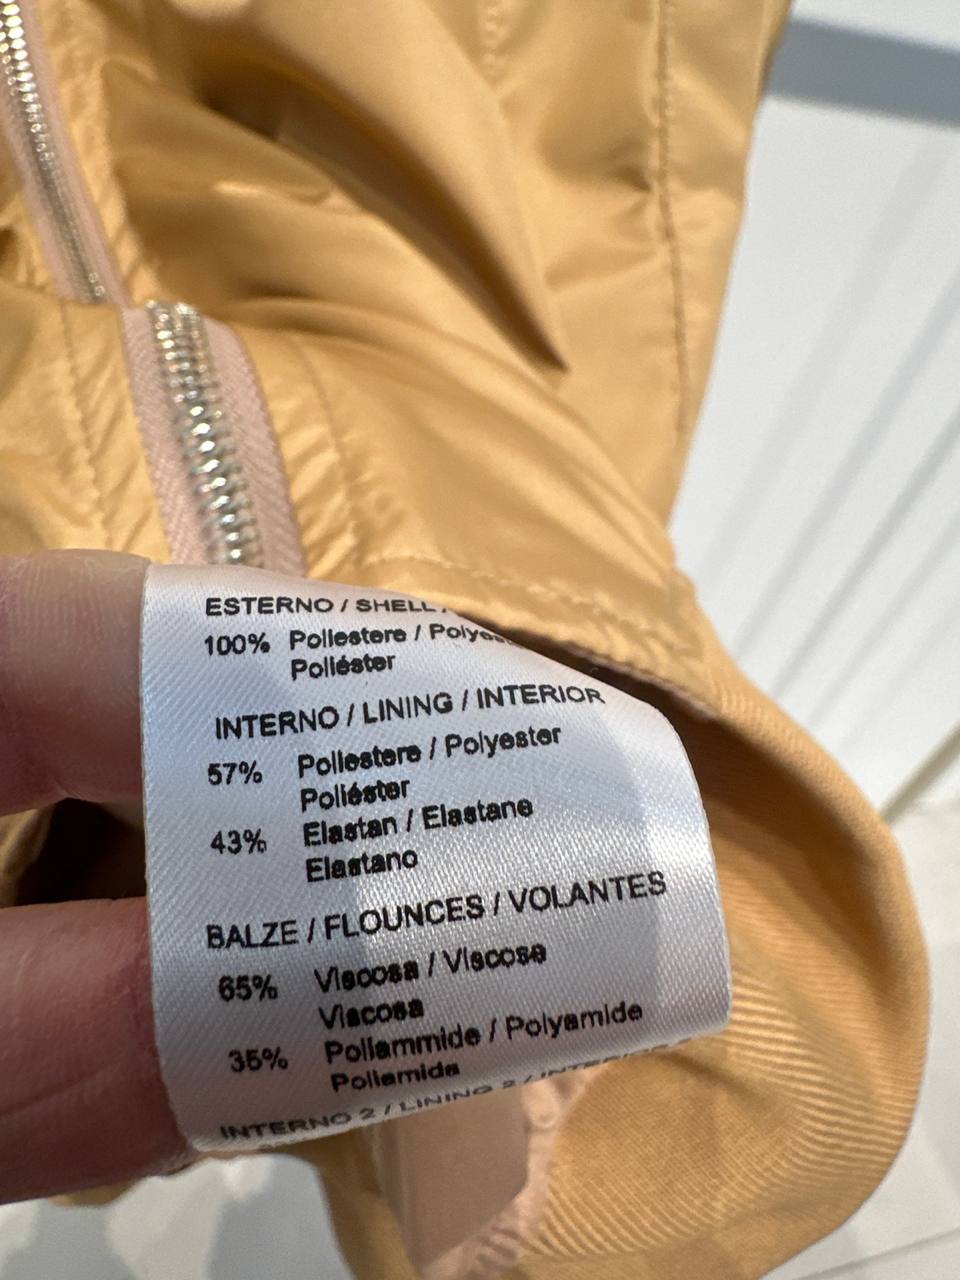 ESTERNO / SHELL /
100% Poliestere /
Poliéster
INTERNO / LINING / INTERIOR
57% Poliestere / Polyester
Poliéster
43% Elastan / Elastane
Elastano
BALZE / FLOUNCES / VOLANTES
65% Viscosa / Viscose
Viscosa
35% Poliammide / Polyamide
Poliamida
INTERNO 2 / LINING 2 /